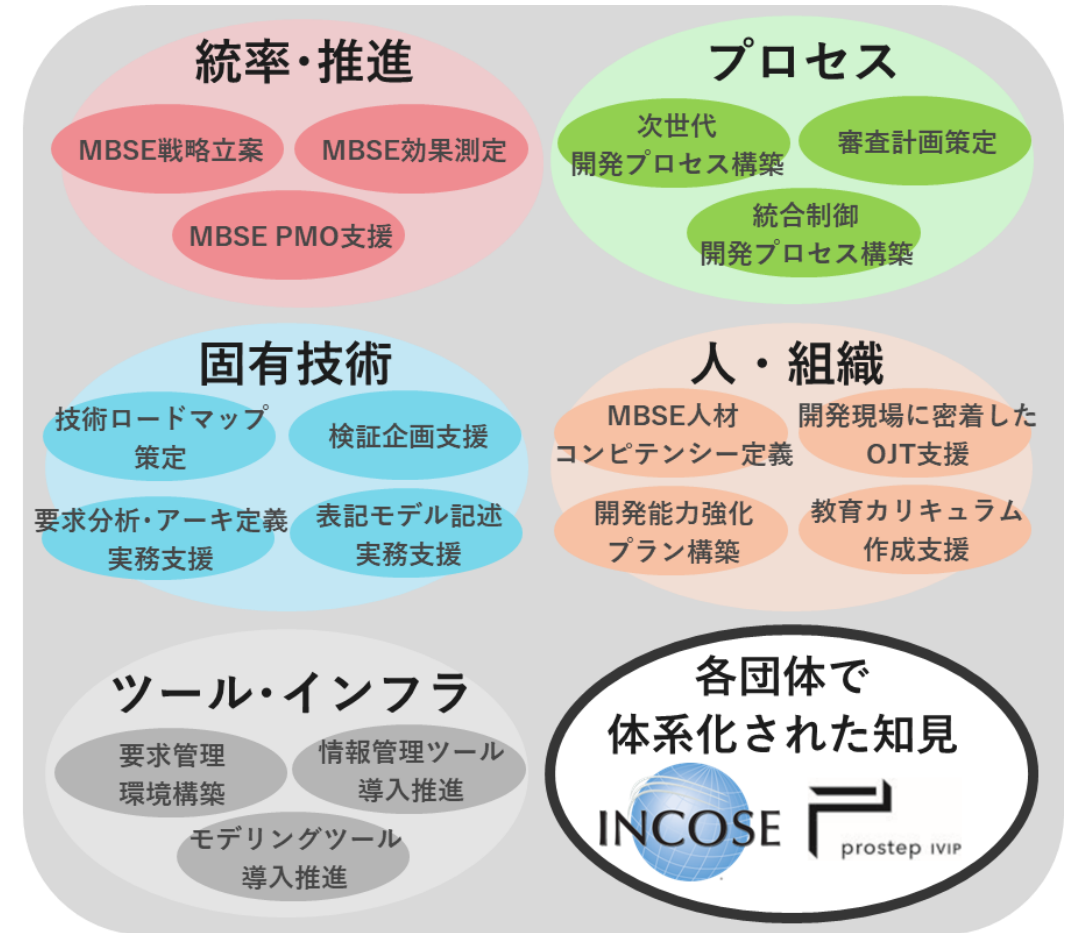 統率･推進
MBSE戦略立案
MBSE効果測定
MBSE PMO支援
プロセス
次世代
開発プロセス構築
審査計画策定
統合制御
開発プロセス構築
固有技術
技術ロードマップ
策定
検証企画支援
要求分析･アーキ定義
実務支援
表記モデル記述
実務支援
人・組織
MBSE人材
コンピテンシー定義
開発現場に密着した
OJT支援
開発能力強化
プラン構築
教育カリキュラム
作成支援
ツール･インフラ
要求管理
環境構築
情報管理ツール
導入推進
モデリングツール
導入推進
各団体で
体系化された知見
INCOSE
prostep IVIP